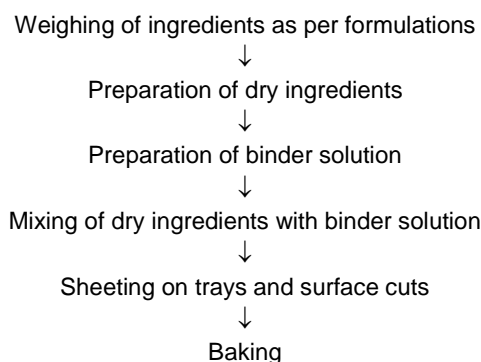 Weighing of ingredients as per formulations
↓
Preparation of dry ingredients
↓
Preparation of binder solution
↓
Mixing of dry ingredients with binder solution
↓
Sheeting on trays and surface cuts
↓
Baking